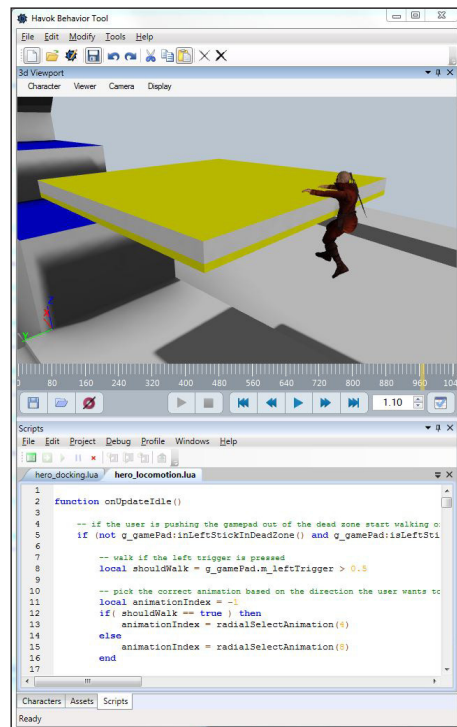 Havok Behavior Tool
File Edit Modify Tools Help
3d Viewport
Character Viewer Camera Display
Z
X
Y
0 80 160 240 320 400 480 560 640 720 800 880 960 104
1.10
Scripts
File Edit Project Debug Profile Windows Help
hero_docking.lua hero_locomotion.lua
1
2 function onUpdateIdle()
3
4 -- if the user is pushing the gamepad out of the dead zone start walking o
5 if (not g_gamePad:inLeftStickInDeadZone() and g_gamePad:isLeftSti
6
7 -- walk if the left trigger is pressed
8 local shouldWalk = g_gamePad.m_leftTrigger > 0.5
9
10 -- pick the correct animation based on the direction the user wants to
11 local animationIndex = -1
12 if( shouldWalk == true ) then
13 animationIndex = radialSelectAnimation(4)
14 else
15 animationIndex = radialSelectAnimation(8)
16 end
17
Characters Assets Scripts
Ready